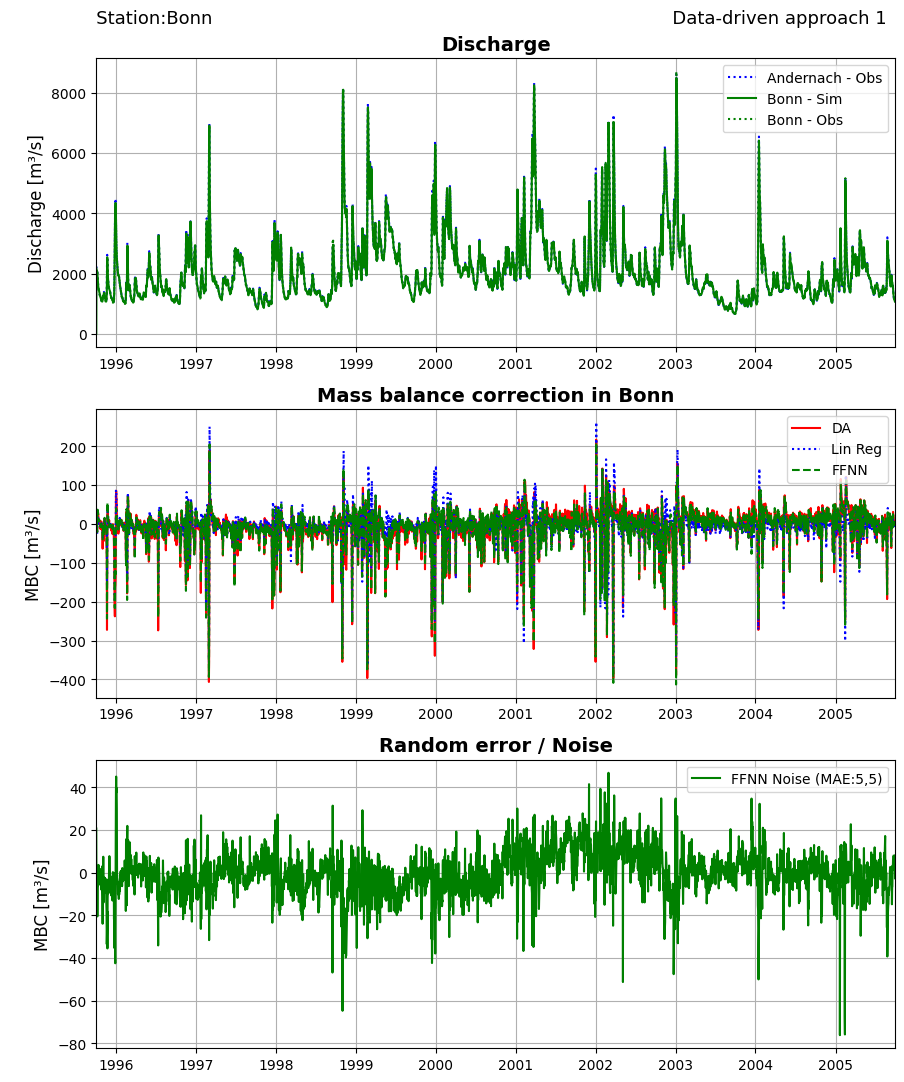 Station:Bonn Data-driven approach 1
Discharge
Discharge [m³/s]
8000
6000
4000
2000
0
Andernach - Obs
Bonn - Sim
Bonn - Obs
1996 1997 1998 1999 2000 2001 2002 2003 2004 2005
Mass balance correction in Bonn
MBC [m³/s]
200
100
0
−100
−200
−300
−400
DA
Lin Reg
FFNN
1996 1997 1998 1999 2000 2001 2002 2003 2004 2005
Random error / Noise
MBC [m³/s]
40
20
0
−20
−40
−60
−80
FFNN Noise (MAE:5,5)
1996 1997 1998 1999 2000 2001 2002 2003 2004 2005